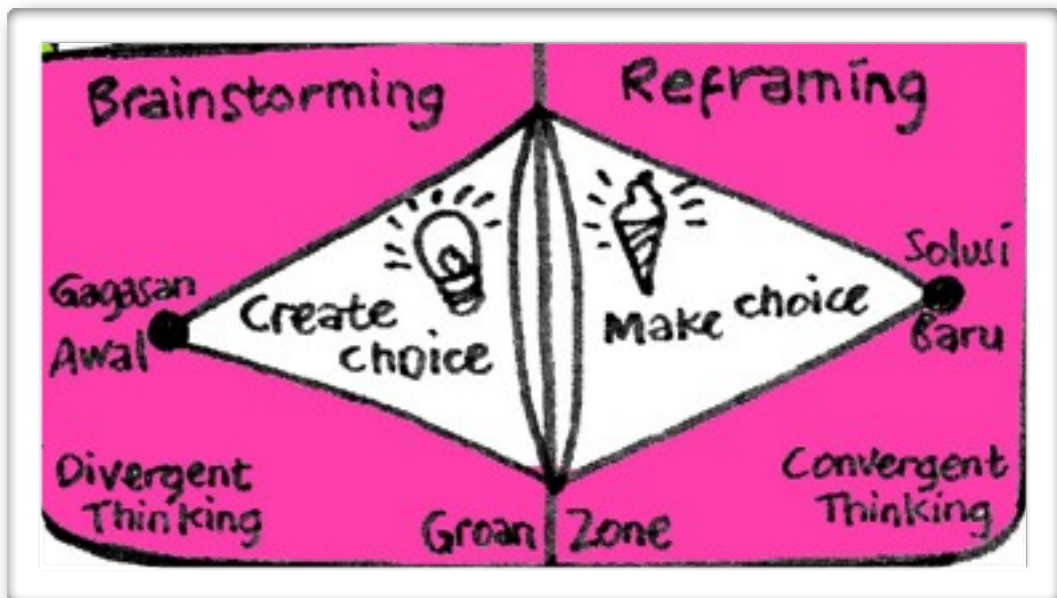 Brainstorming
Reframing
Gagasan
Awal
Create
choice
Make choice
Solusi
Baru
Divergent
Thinking
Groan Zone
Convergent
Thinking